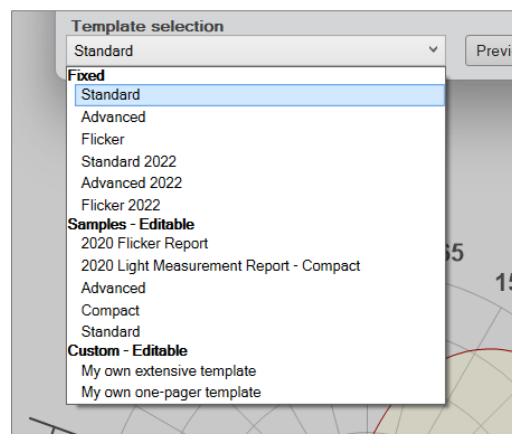 Template selection
Standard
Previ
Fixed
Standard
Advanced
Flicker
Standard 2022
Advanced 2022
Flicker 2022
Samples - Editable
2020 Flicker Report
2020 Light Measurement Report - Compact
Advanced
Compact
Standard
Custom - Editable
My own extensive template
My own one-pager template
65
15